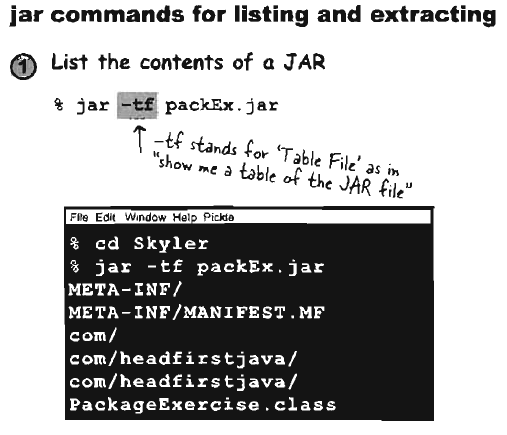 jar commands for listing and extracting
1 List the contents of a JAR
% jar -tf packEx.jar
-tf stands for 'Table File' as in
"show me a table of the JAR file"
File Edit Window Help Pickle
% cd Skyler
% jar -tf packEx.jar
META-INF/
META-INF/MANIFEST.MF
com/
com/headfirstjava/
com/headfirstjava/
PackageExercise.class